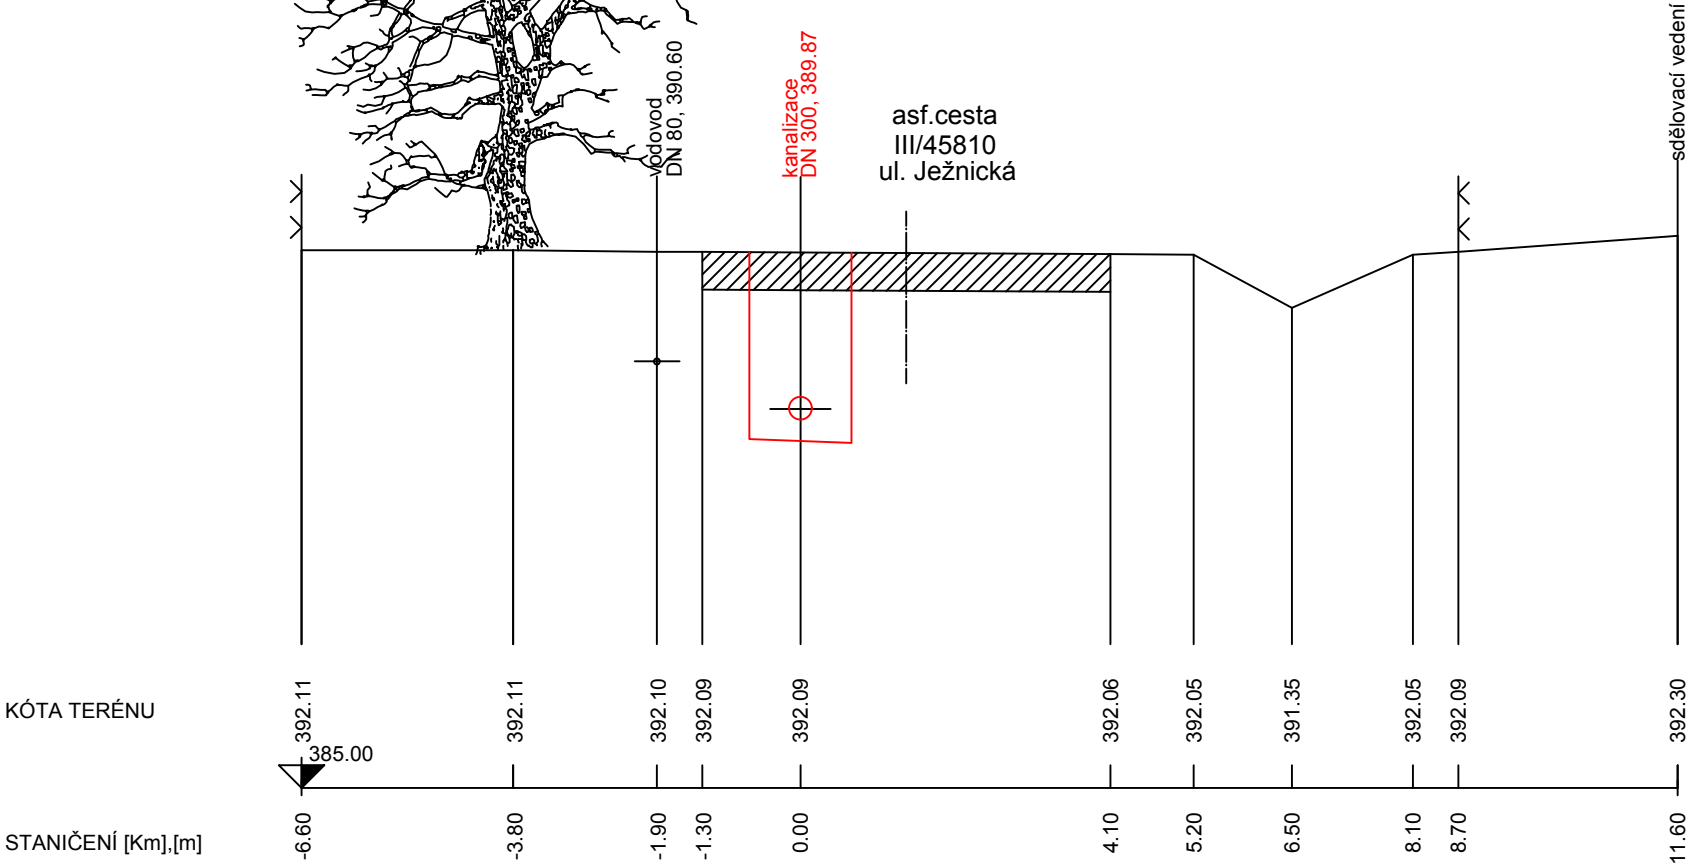 vodovod
DN 80, 390.60
kanalizace
DN 300, 389.87
asf.cesta
III/45810
ul. Ježnická
sdělovací vedení
KÓTA TERÉNU
392.11
392.11
392.10
392.09
392.09
392.06
392.05
391.35
392.05
392.09
392.30
385.00
STANIČENÍ [Km],[m]
-6.60
-3.80
-1.90
-1.30
0.00
4.10
5.20
6.50
8.10
8.70
11.60